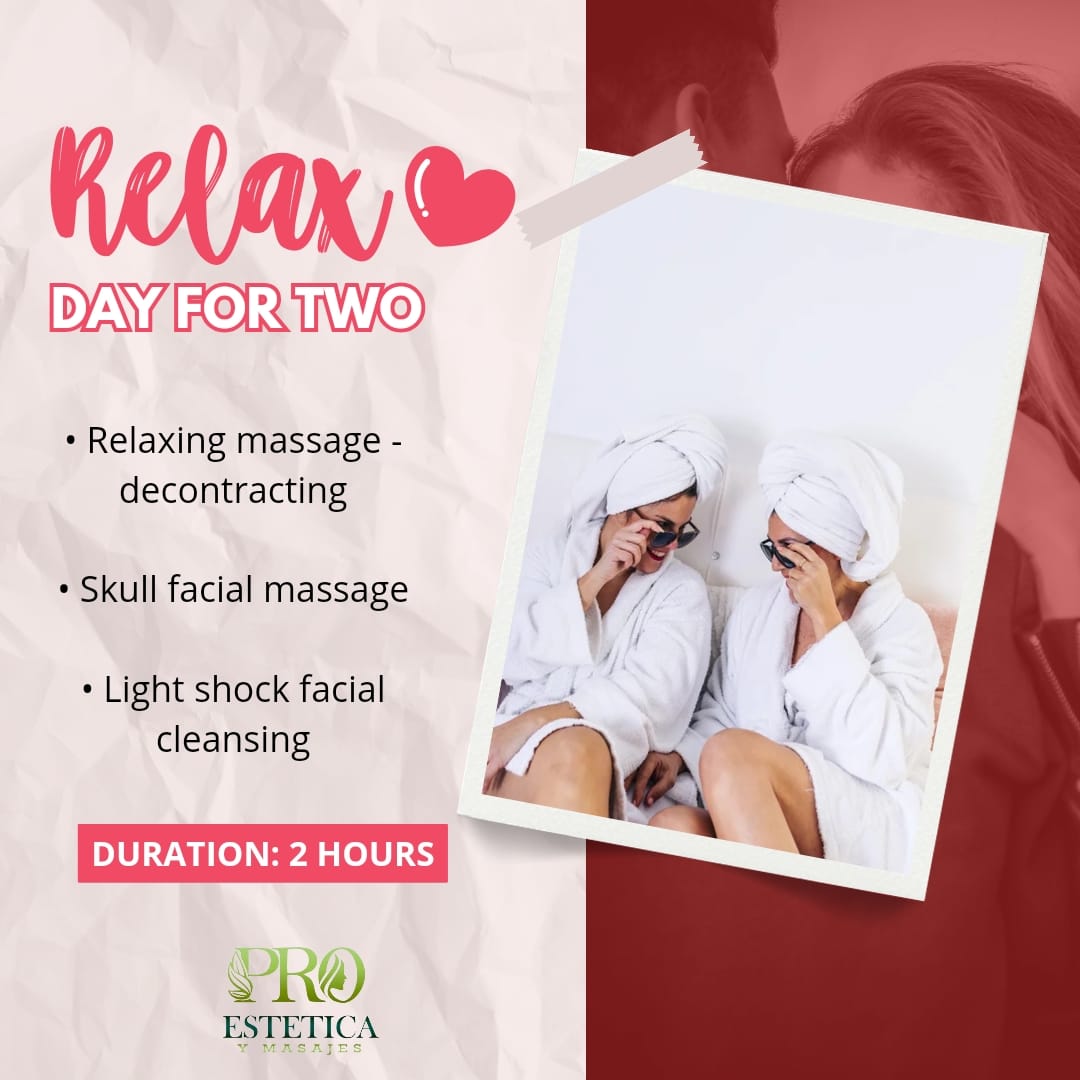 Relax
DAY FOR TWO
• Relaxing massage -
decontracting
• Skull facial massage
• Light shock facial
cleansing
DURATION: 2 HOURS
PRO
ESTETICA
Y MASAJES